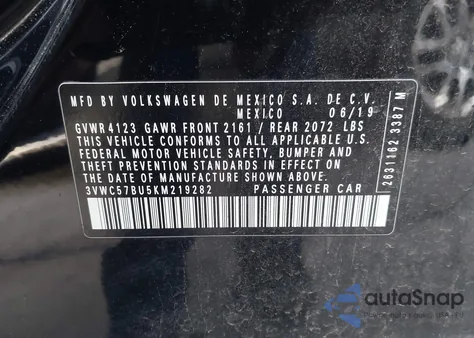 MFD BY VOLKSWAGEN DE MEXICO S.A. DE C.V.
MEXICO 06/19
GVWR 4123 GAWR FRONT 2161 / REAR 2072 LBS
THIS VEHICLE CONFORMS TO ALL APPLICABLE U.S.
FEDERAL MOTOR VEHICLE SAFETY, BUMPER AND
THEFT PREVENTION STANDARDS IN EFFECT ON
THE DATE OF MANUFACTURE SHOWN ABOVE.
3VWC57BU5KM219282 PASSENGER CAR
2631182 3387 M
autoSnap